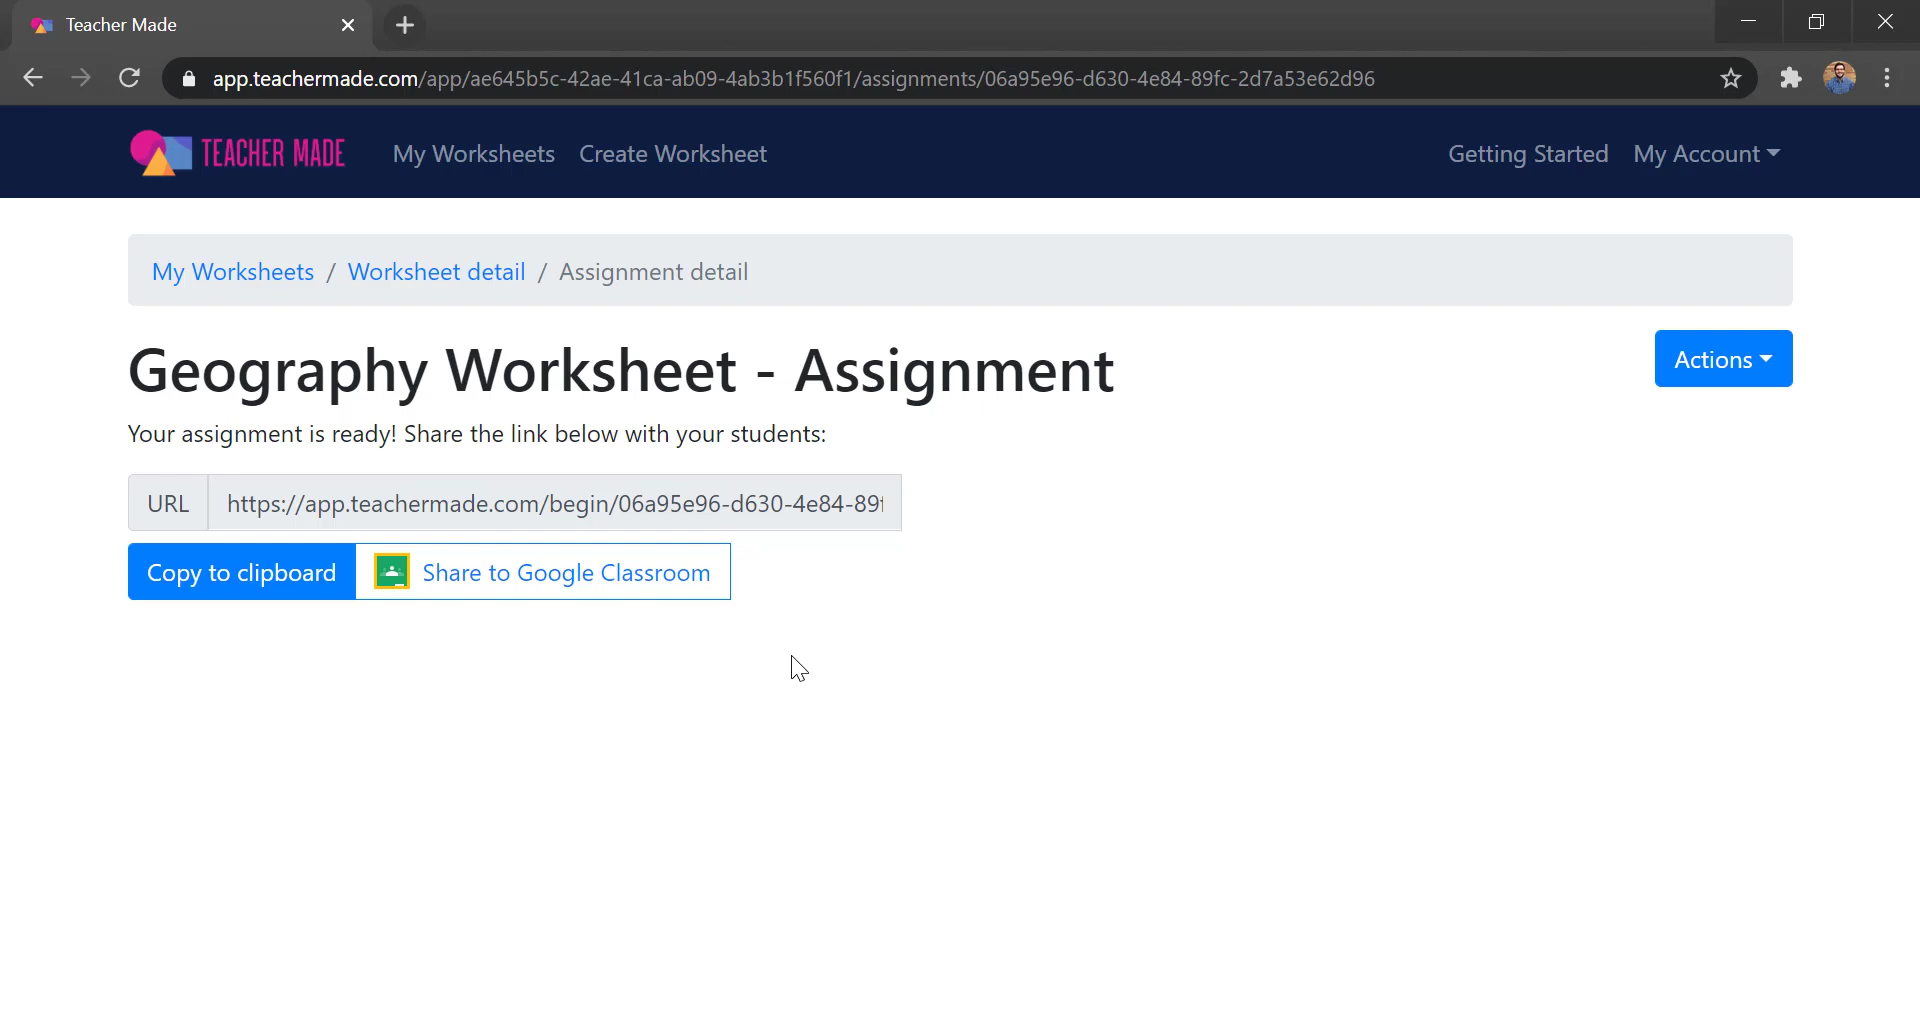 Teacher Made
app.teachermade.com/app/ae645b5c-42ae-41ca-ab09-4ab3b1f560f1/assignments/06a95e96-d630-4e84-89fc-2d7a53e62d96
TEACHER MADE My Worksheets Create Worksheet Getting Started My Account
My Worksheets / Worksheet detail / Assignment detail
Geography Worksheet - Assignment Actions
Your assignment is ready! Share the link below with your students:
URL https://app.teachermade.com/begin/06a95e96-d630-4e84-89f
Copy to clipboard Share to Google Classroom